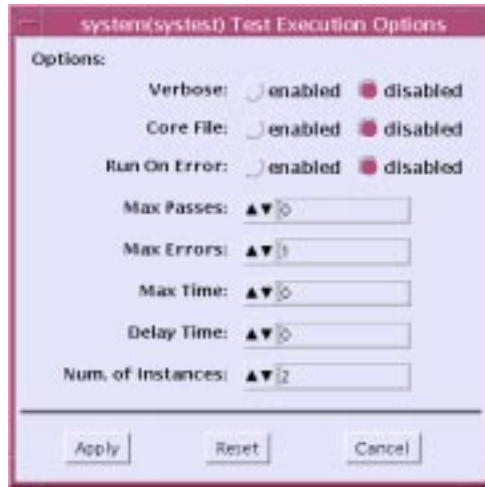 system(systest) Test Execution Options
Options:
Verbose: enabled disabled
Core File: enabled disabled
Run On Error: enabled disabled
Max Passes: 0
Max Errors: 1
Max Time: 0
Delay Time: 0
Num. of Instances: 2
Apply Reset Cancel